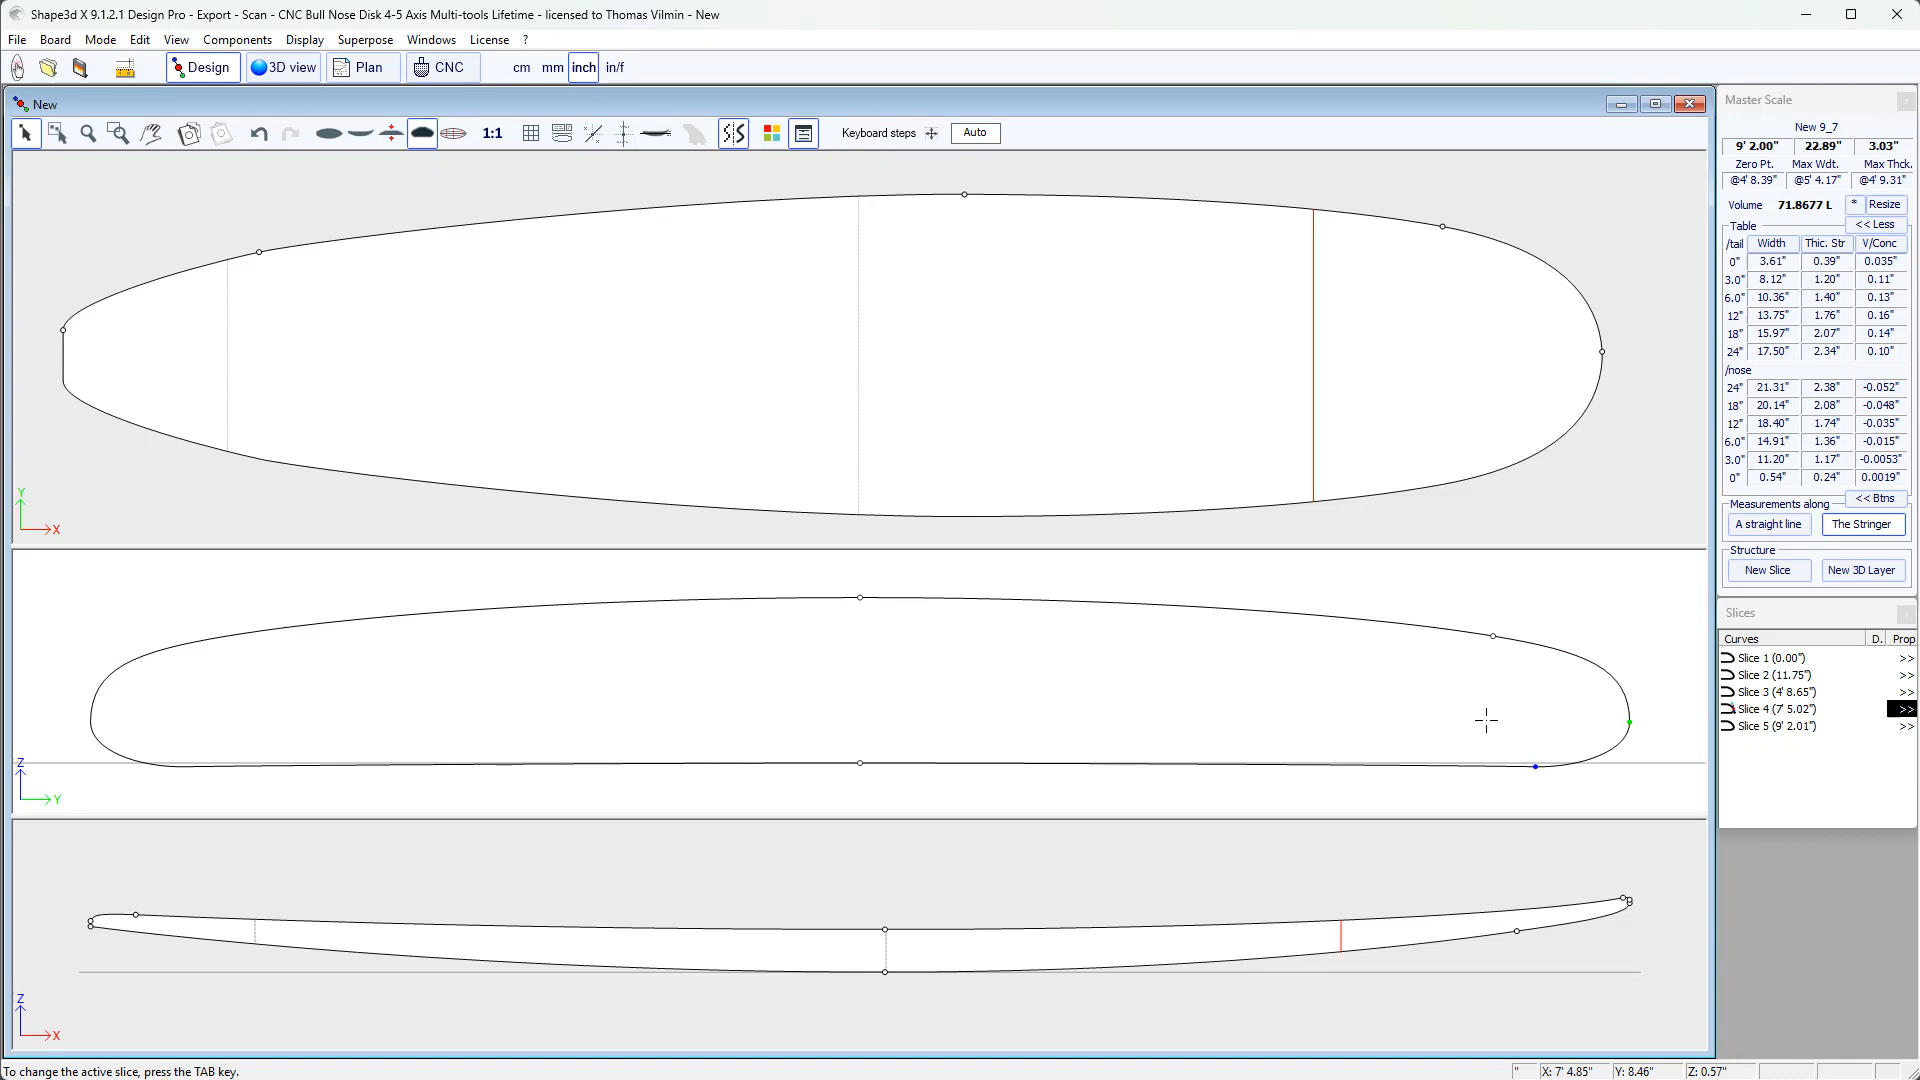 Shape3d X 9.1.2.1 Design Pro - Export - Scan - CNC Bull Nose Disk 4-5 Axis Multi-tools Lifetime - licensed to Thomas Vilmin - New
File Board Mode Edit View Components Display Superpose Windows License ?
Design 3D view Plan CNC cm mm inch in/f
New
1:1 Keyboard steps Auto
Master Scale
New 9_7
9' 2.00" 22.89" 3.03"
Zero Pt. Max Wdt. Max Thck.
@4' 8.39" @5' 4.17" @4' 9.31"
Volume 71.8677 L * Resize
<< Less
Table
/tail Width Thic. Str V/Conc
0" 3.61" 0.39" 0.035"
3.0" 8.12" 1.20" 0.11"
6.0" 10.36" 1.40" 0.13"
12" 13.75" 1.76" 0.16"
18" 15.97" 2.07" 0.14"
24" 17.50" 2.34" 0.10"
/nose
24" 21.31" 2.38" -0.052"
18" 20.14" 2.08" -0.048"
12" 18.40" 1.74" -0.035"
6.0" 14.91" 1.36" -0.015"
3.0" 11.20" 1.17" -0.0053"
0" 0.54" 0.24" 0.0019"
<< Btns
Measurements along
A straight line The Stringer
Structure
New Slice New 3D Layer
Slices
Curves D. Prop
Slice 1 (0.00") >>
Slice 2 (11.75") >>
Slice 3 (4' 8.65") >>
Slice 4 (7' 5.02") >>
Slice 5 (9' 2.01") >>
Y
X
Z
Y
Z
X
To change the active slice, press the TAB key. " X: 7' 4.85" Y: 8.46" Z: 0.57"